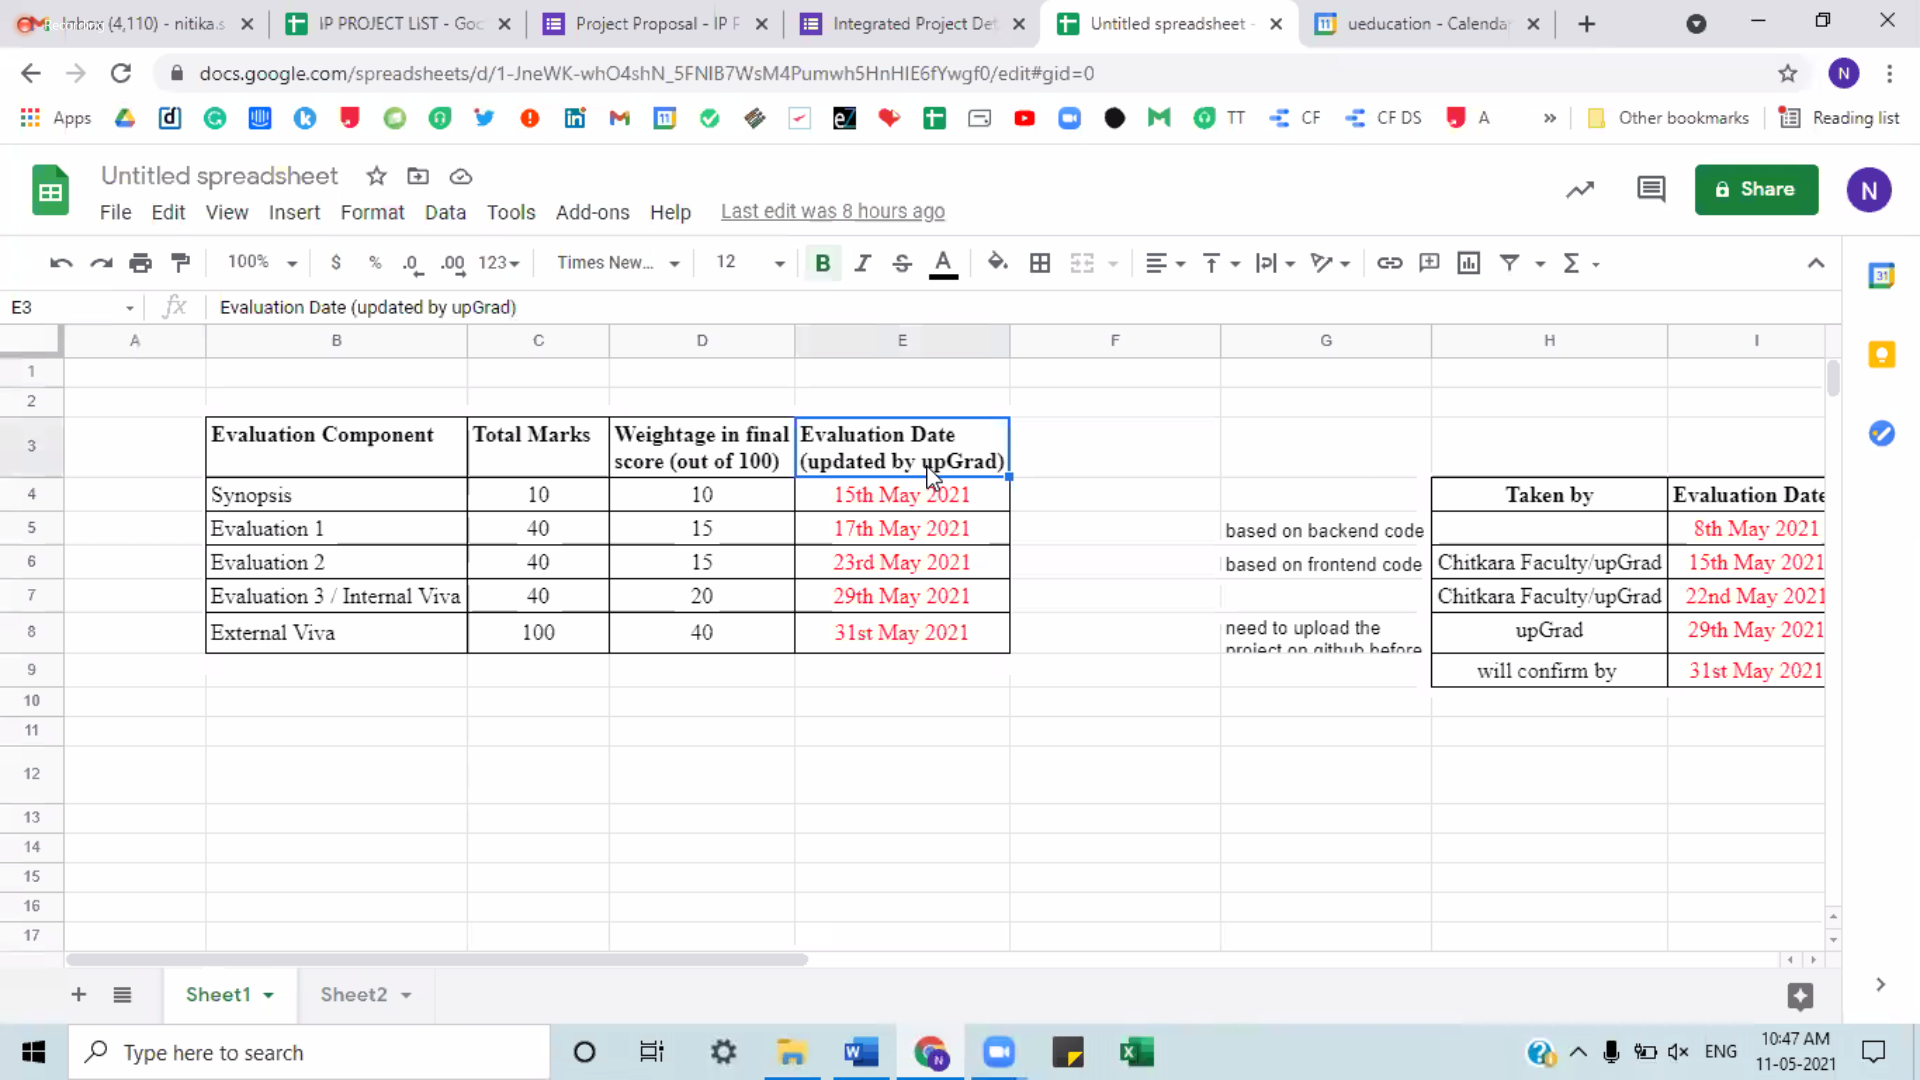 Recording
Inbox (4,110) - nitika.s
IP PROJECT LIST - Goo
Project Proposal - IP F
Integrated Project Det
Untitled spreadsheet -
ueducation - Calenda
docs.google.com/spreadsheets/d/1-JneWK-whO4shN_5FNIB7WsM4Pumwh5HnHIE6fYwgf0/edit#gid=0
N
Apps
TT
CF
CF DS
A
Other bookmarks
Reading list
Untitled spreadsheet
Share
N
File Edit View Insert Format Data Tools Add-ons Help
Last edit was 8 hours ago
100% $ % .0 .00 123 Times New... 12 B I S A
E3 fx Evaluation Date (updated by upGrad)
A B C D E F G H I
1
2
3 Evaluation Component Total Marks Weightage in final Evaluation Date
score (out of 100) (updated by upGrad)
4 Synopsis 10 10 15th May 2021 Taken by Evaluation Date
5 Evaluation 1 40 15 17th May 2021 based on backend code 8th May 2021
6 Evaluation 2 40 15 23rd May 2021 based on frontend code Chitkara Faculty/upGrad 15th May 2021
7 Evaluation 3 / Internal Viva 40 20 29th May 2021 Chitkara Faculty/upGrad 22nd May 2021
8 External Viva 100 40 31st May 2021 need to upload the upGrad 29th May 2021
project on github before
9 will confirm by 31st May 2021
10
11
12
13
14
15
16
17
Sheet1 Sheet2
Type here to search
ENG
10:47 AM
11-05-2021